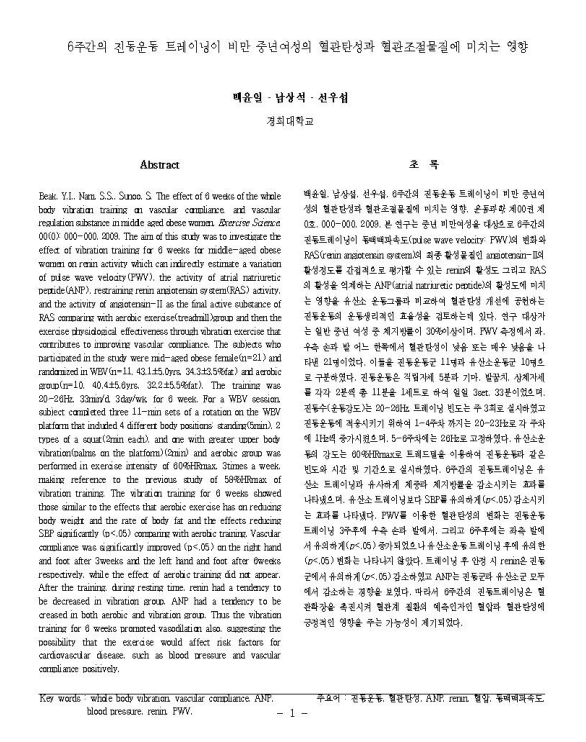 6주간의 진동운동 트레이닝이 비만 중년여성의 혈관탄성과 혈관조절물질에 미치는 영향
백윤일 · 남상석 · 선우섭
경희대학교
Abstract
Beak, Y.I., Nam, S.S., Sunoo, S. The effect of 6 weeks of the whole
body vibration training on vascular compliance, and vascular
regulation substance in middle aged obese women. Exercise Science,
00(0): 000-000, 2009. The aim of this study was to investigate the
effect of vibration training for 6 weeks for middle-aged obese
women on renin activity which can indirectly estimate a variation
of pulse wave velocity(PWV), the activity of atrial natriuretic
peptide(ANP), restraining renin angiotensin system(RAS) activity,
and the activity of angiotensin-II as the final active substance of
RAS comparing with aerobic exercise(treadmill)group and then the
exercise physiological effectiveness through vibration exercise that
contributes to improving vascular compliance. The subjects who
participated in the study were mid-aged obese female(n=21) and
randomized in WBV(n=11, 43.1±5.0yrs, 34.3±3.5%fat) and aerobic
group(n=10, 40.4±5.6yrs, 32.2±5.5%fat). The training was
20-26Hz, 33min/d, 3day/wk, for 6 week. For a WBV session,
subject completed three 11-min sets of a rotation on the WBV
platform that included 4 different body positions: standing(5min), 2
types of a squat(2min each), and one with greater upper body
vibration(palms on the platform)(2min) and aerobic group was
performed in exercise intensity of 60%HRmax, 3times a week,
making reference to the previous study of 58%HRmax of
vibration training. The vibration training for 6 weeks showed
those similar to the effects that aerobic exercise has on reducing
body weight and the rate of body fat and the effects reducing
SBP significantly (p<.05) comparing with aerobic training. Vascular
compliance was significantly improved (p<.05) on the right hand
and foot after 3weeks and the left hand and foot after 6weeks
respectively, while the effect of aerobic training did not appear.
After the training, during resting time, renin had a tendency to
be decreased in vibration group. ANP had a tendency to be
creased in both aerobic and vibration group. Thus the vibration
training for 6 weeks promoted vasodilation also, suggesting the
possibility that the exercise would affect risk factors for
cardiovascular disease, such as blood pressure and vascular
compliance positively.
Key words : whole body vibration, vascular compliance, ANP,
blood pressure, renin, PWV,
초 록
백윤일, 남상석, 선우섭, 6주간의 진동운동 트레이닝이 비만 중년여
성의 혈관탄성과 혈관조절물질에 미치는 영향, 운동과학, 제00권 제
0호, 000-000, 2009. 본 연구는 중년 비만여성을 대상으로 6주간의
진동트레이닝이 동맥맥파속도(pulse wave velocity: PWV)의 변화와
RAS(renin angiotensin system)의 최종 활성물질인 angiotensin-II의
활성정도를 간접적으로 평가할 수 있는 renin의 활성도 그리고 RAS
의 활성을 억제하는 ANP(atrial natriuretic peptide)의 활성도에 미치
는 영향을 유산소 운동그룹과 비교하여 혈관탄성 개선에 공헌하는
진동운동의 운동생리적인 효율성을 검토하는데 있다. 연구 대상자
는 일반 중년 여성 중 체지방률이 30%이상이며, PWV 측정에서 좌,
우측 손과 발 어느 한쪽에서 혈관탄성이 낮음 또는 매우 낮음을 나
타낸 21명이었다. 이들을 진동운동군 11명과 유산소운동군 10명으
로 구분하였다. 진동운동은 직립자세 5분과 기마, 발꿈치, 상체자세
를 각각 2분씩 총 11분을 1세트로 하여 일일 3set, 33분이었으며,
진동수(운동강도)는 20-26Hz, 트레이닝 빈도는 주 3회로 실시하였고
진동운동에 적응시키기 위하여 1-4주차 까지는 20-23Hz로 각 주차
에 1Hz씩 증가시켰으며, 5-6주차에는 26Hz로 고정하였다. 유산소운
동의 강도는 60%HRmax로 트레드밀을 이용하여 진동운동과 같은
빈도와 시간 및 기간으로 실시하였다. 6주간의 진동트레이닝은 유
산소 트레이닝과 유사하게 체중과 체지방률을 감소시키는 효과를
나타냈으며, 유산소 트레이닝보다 SBP를 유의하게(p<.05) 감소시키
는 효과를 나타냈다. PWV를 이용한 혈관탄성의 변화는 진동운동
트레이닝 3주후에 우측 손과 발에서, 그리고 6주후에는 좌측 발에
서 유의하게(p<.05) 증가되었으나 유산소운동 트레이닝 후에 유의한
(p<.05) 변화는 나타나지 않았다. 트레이닝 후 안정 시 renin은 진동
군에서 유의하게(p<.05) 감소하였고 ANP는 진동군과 유산소군 모두
에서 감소하는 경향을 보였다. 따라서 6주간의 진동트레이닝은 혈
관확장을 촉진시켜 혈관계 질환의 예측인자인 혈압과 혈관탄성에
긍정적인 영향을 주는 가능성이 제기되었다.
주요어 : 진동운동, 혈관탄성, ANP, renin, 혈압, 동맥맥파속도,
- 1 -